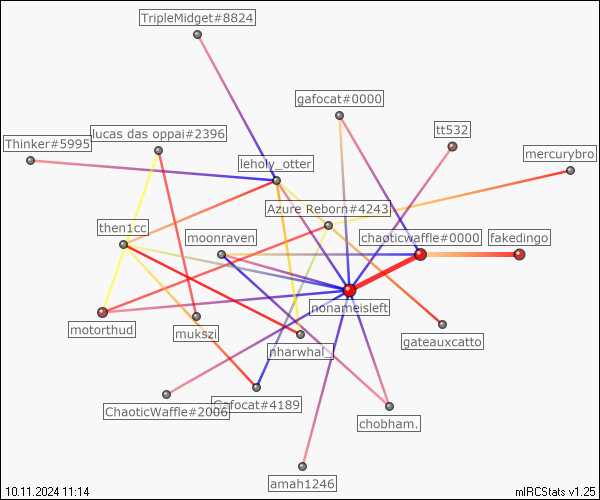 TripleMidget#8824
gafocat#0000
tt532
lucas das oppai#2396
Thinker#5995
mercurybro
leholy_otter
Azure Reborn#4243
then1cc
moonraven
chaoticwaffle#0000
fakedingo
nonameisleft
motorthud
mukszi
gateauxcatto
nharwhal_
ChaoticWaffle#2006
Gafocat#4189
chobham.
amah1246
10.11.2024 11:14
mIRCStats v1.25